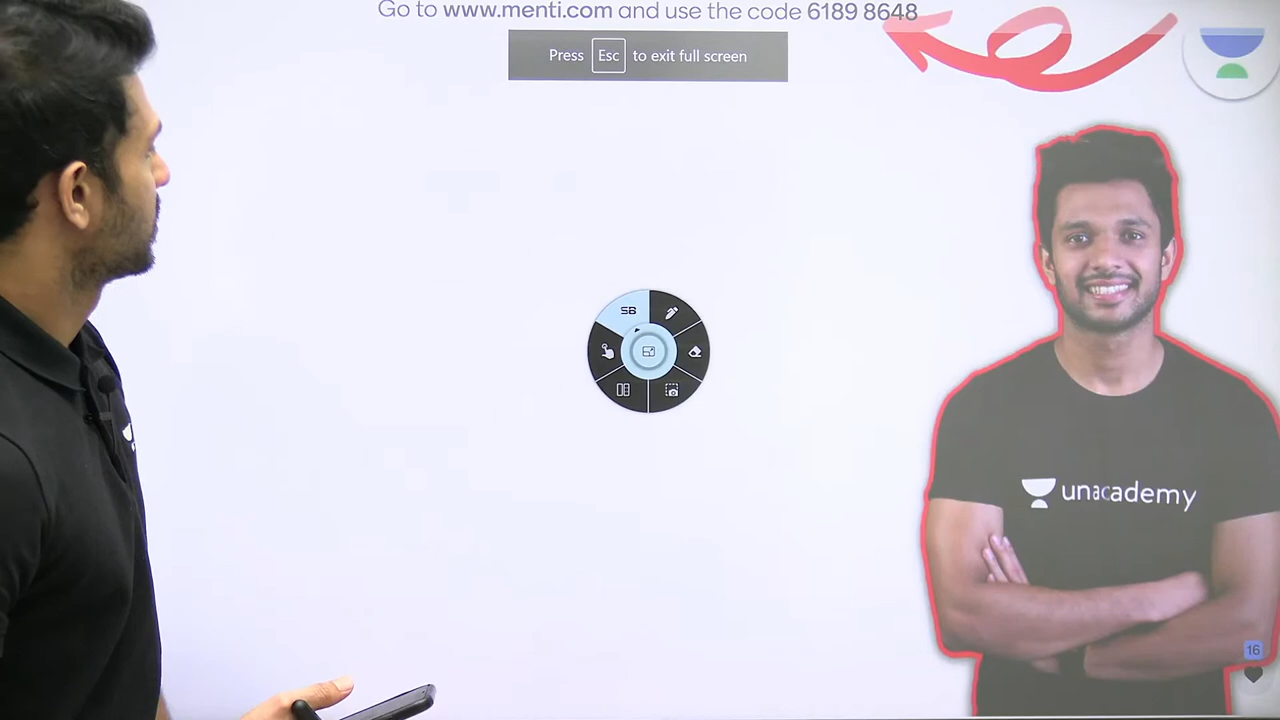 Go to www.menti.com and use the code 6189 8648
Press Esc to exit full screen
SB
unacademy
16